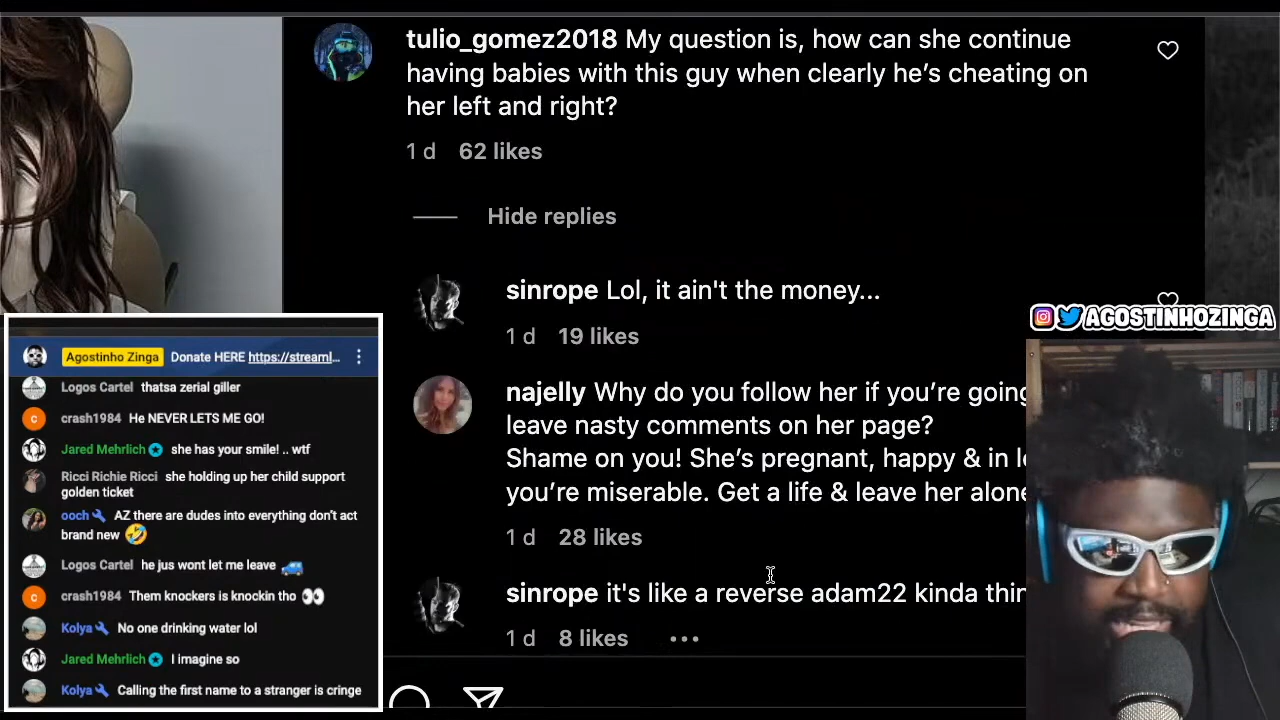 tulio_gomez2018 My question is, how can she continue
having babies with this guy when clearly he’s cheating on
her left and right?
1 d 62 likes
Hide replies
sinrope Lol, it ain't the money...
1 d 19 likes
najelly Why do you follow her if you’re going
leave nasty comments on her page?
Shame on you! She’s pregnant, happy & in
you’re miserable. Get a life & leave her alone
1 d 28 likes
sinrope it's like a reverse adam22 kinda
1 d 8 likes
AGOSTINHOZINGA
Agostinho Zinga Donate HERE https://streaml...
Logos Cartel thatsa zerial giller
crash1984 He NEVER LETS ME GO!
Jared Mehrlich she has your smile! .. wtf
Ricci Richie Ricci she holding up her child support
golden ticket
ooch AZ there are dudes into everything don't act
brand new 🤣
Logos Cartel he jus wont let me leave 🚙
C crash1984 Them knockers is knockin tho 👀
Kolya No one drinking water lol
Jared Mehrlich I imagine so
Kolya Calling the first name to a stranger is cringe